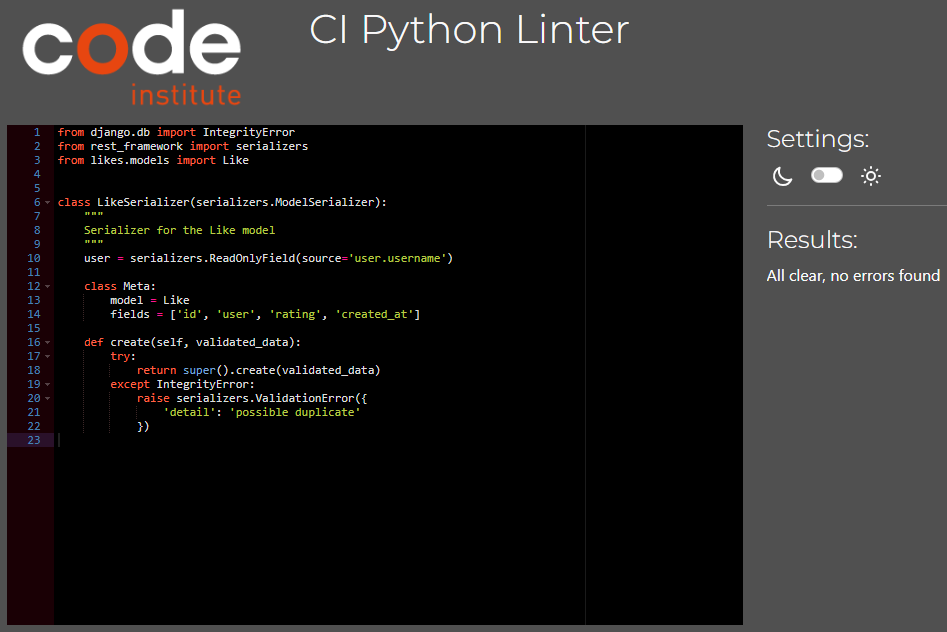 code
institute
CI Python Linter
1 from django.db import IntegrityError
2 from rest_framework import serializers
3 from likes.models import Like
4
5
6 class LikeSerializer(serializers.ModelSerializer):
7     """
8     Serializer for the Like model
9     """
10     user = serializers.ReadOnlyField(source='user.username')
11
12     class Meta:
13         model = Like
14         fields = ['id', 'user', 'rating', 'created_at']
15
16     def create(self, validated_data):
17         try:
18             return super().create(validated_data)
19         except IntegrityError:
20             raise serializers.ValidationError({
21                 'detail': 'possible duplicate'
22             })
23
Settings:
Results:
All clear, no errors found